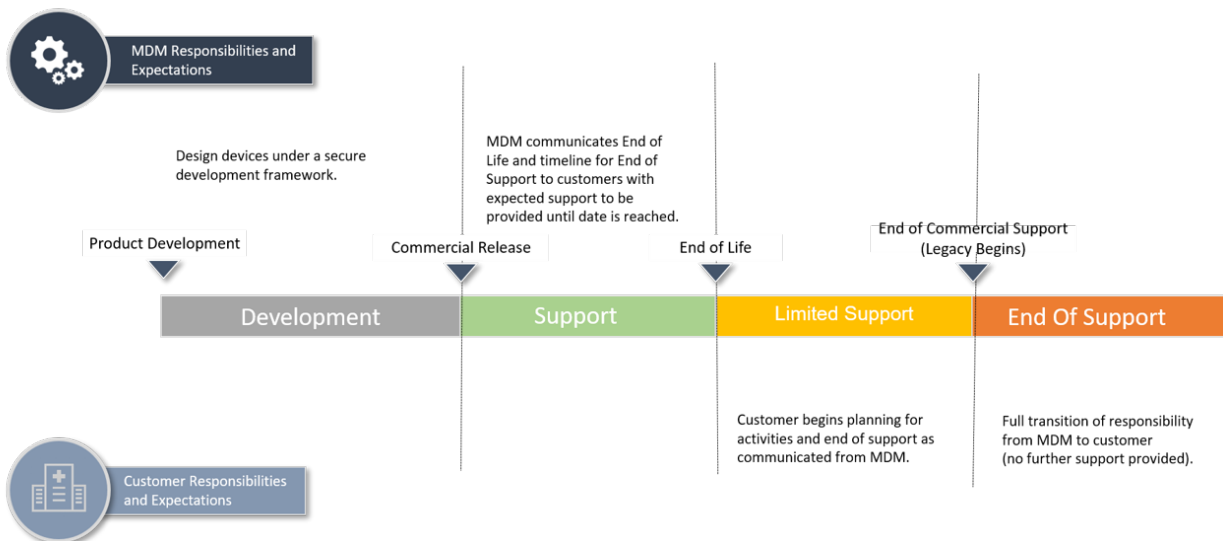 MDM Responsibilities and
Expectations
Design devices under a secure
development framework.
MDM communicates End of
Life and timeline for End of
Support to customers with
expected support to be
provided until date is reached.
Product Development
Commercial Release
End of Life
End of Commercial Support
(Legacy Begins)
Development
Support
Limited Support
End Of Support
Customer begins planning for
activities and end of support as
communicated from MDM.
Full transition of responsibility
from MDM to customer
(no further support provided).
Customer Responsibilities
and Expectations